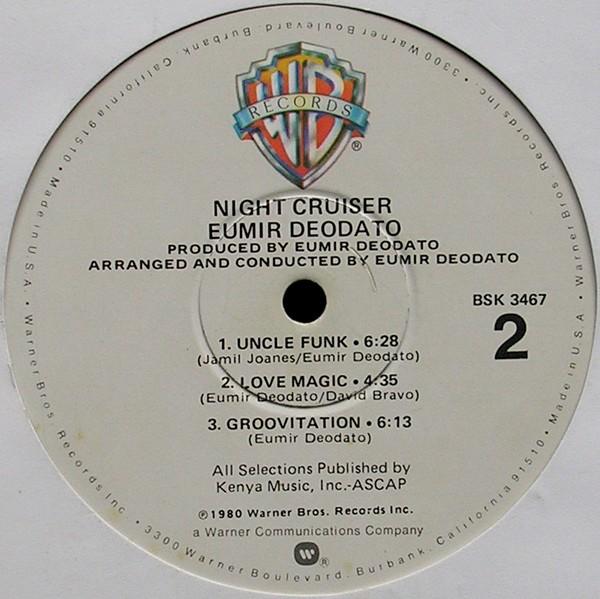 WB
RECORDS
®
NIGHT CRUISER
EUMIR DEODATO
PRODUCED BY EUMIR DEODATO
ARRANGED AND CONDUCTED BY EUMIR DEODATO
BSK 3467
2
1. UNCLE FUNK • 6:28
(Jamil Joanes/Eumir Deodato)
2. LOVE MAGIC • 4:35
(Eumir Deodato/David Bravo)
3. GROOVITATION • 6:13
(Eumir Deodato)
All Selections Published by
Kenya Music, Inc.-ASCAP
℗1980 Warner Bros. Records Inc.
a Warner Communications Company
®
Warner Bros. Records Inc. • 3300 Warner Boulevard, Burbank, California 91510 • Made in U.S.A. •
Warner Bros. Records Inc. • 3300 Warner Boulevard, Burbank, California 91510 • Made in U.S.A. •